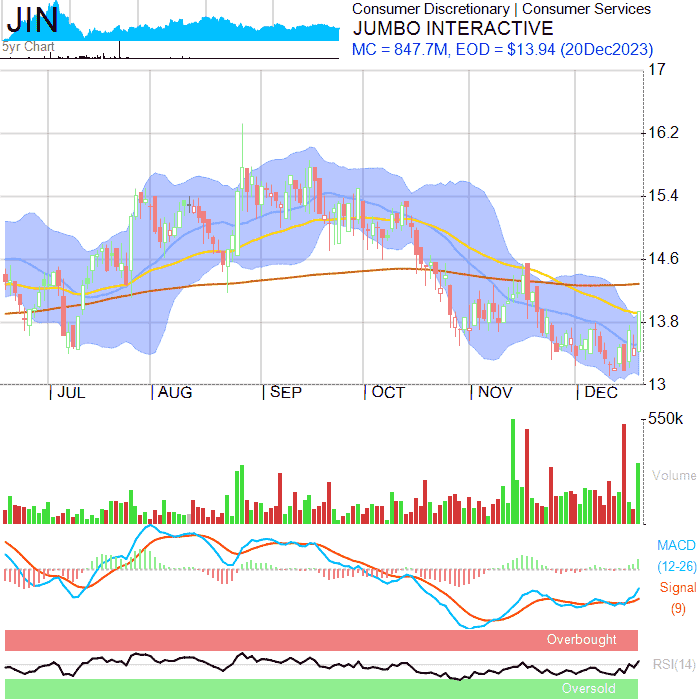 JIN
5yr Chart
Consumer Discretionary | Consumer Services
JUMBO INTERACTIVE
MC = 847.7M, EOD = $13.94 (20Dec2023)
17
16.2
15.4
14.6
13.8
13
JUL
AUG
SEP
OCT
NOV
DEC
550k
Volume
MACD
(12-26)
Signal
(9)
Overbought
RSI(14)
Oversold